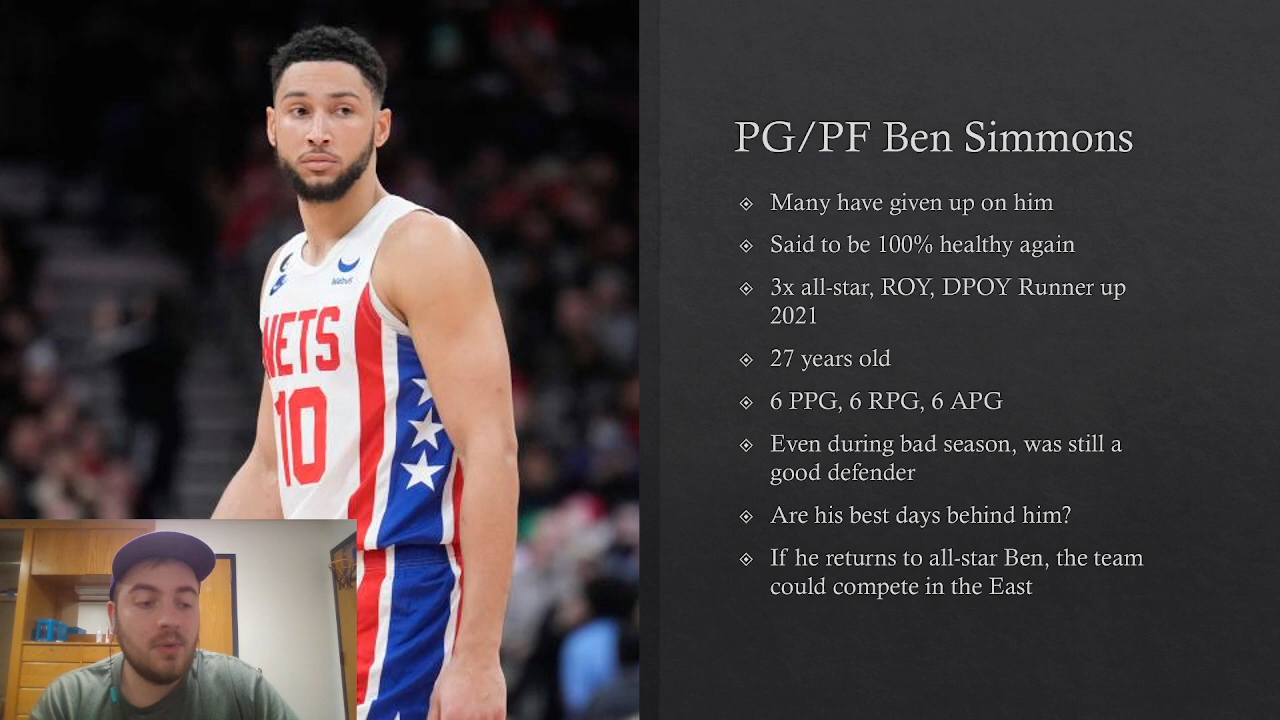 PG/PF Ben Simmons
Many have given up on him
Said to be 100% healthy again
3x all-star, ROY, DPOY Runner up
2021
27 years old
6 PPG, 6 RPG, 6 APG
Even during bad season, was still a
good defender
Are his best days behind him?
If he returns to all-star Ben, the team
could compete in the East
NETS
10